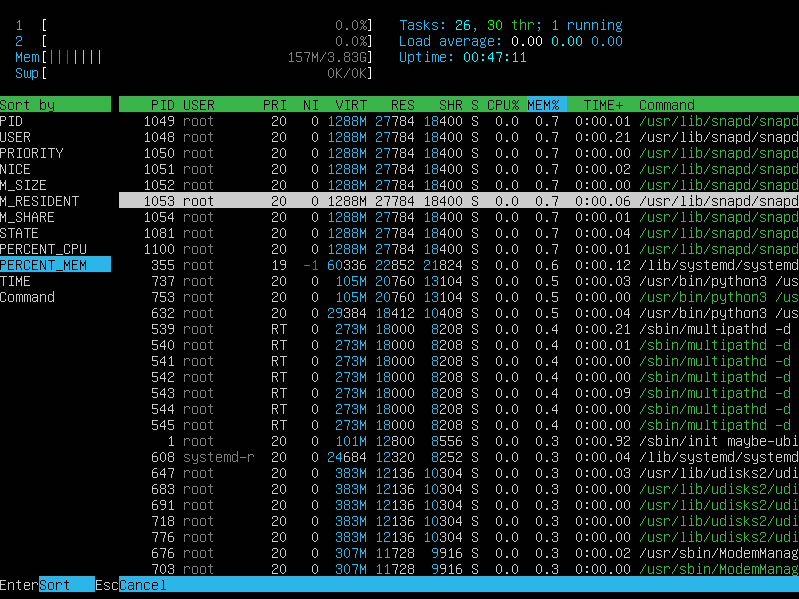 1 [ 0.0%] Tasks: 26, 30 thr; 1 running
2 [ 0.0%] Load average: 0.00 0.00 0.00
Mem[||||||| 157M/3.83G] Uptime: 00:47:11
Swp[ 0K/0K]
Sort by PID USER PRI NI VIRT RES SHR S CPU% MEM% TIME+ Command
PID 1049 root 20 0 1288M 27784 18400 S 0.0 0.7 0:00.01 /usr/lib/snapd/snapd
USER 1048 root 20 0 1288M 27784 18400 S 0.0 0.7 0:00.21 /usr/lib/snapd/snapd
PRIORITY 1050 root 20 0 1288M 27784 18400 S 0.0 0.7 0:00.00 /usr/lib/snapd/snapd
NICE 1051 root 20 0 1288M 27784 18400 S 0.0 0.7 0:00.02 /usr/lib/snapd/snapd
M_SIZE 1052 root 20 0 1288M 27784 18400 S 0.0 0.7 0:00.00 /usr/lib/snapd/snapd
M_RESIDENT 1053 root 20 0 1288M 27784 18400 S 0.0 0.7 0:00.06 /usr/lib/snapd/snapd
M_SHARE 1054 root 20 0 1288M 27784 18400 S 0.0 0.7 0:00.01 /usr/lib/snapd/snapd
STATE 1081 root 20 0 1288M 27784 18400 S 0.0 0.7 0:00.04 /usr/lib/snapd/snapd
PERCENT_CPU 1100 root 20 0 1288M 27784 18400 S 0.0 0.7 0:00.01 /usr/lib/snapd/snapd
PERCENT_MEM 355 root 19 -1 60336 22852 21824 S 0.0 0.6 0:00.12 /lib/systemd/systemd
TIME 737 root 20 0 105M 20760 13104 S 0.0 0.5 0:00.03 /usr/bin/python3 /us
Command 753 root 20 0 105M 20760 13104 S 0.0 0.5 0:00.00 /usr/bin/python3 /us
632 root 20 0 29384 18412 10408 S 0.0 0.5 0:00.04 /usr/bin/python3 /us
539 root RT 0 273M 18000 8208 S 0.0 0.4 0:00.21 /sbin/multipathd -d
540 root RT 0 273M 18000 8208 S 0.0 0.4 0:00.01 /sbin/multipathd -d
541 root RT 0 273M 18000 8208 S 0.0 0.4 0:00.00 /sbin/multipathd -d
542 root RT 0 273M 18000 8208 S 0.0 0.4 0:00.00 /sbin/multipathd -d
543 root RT 0 273M 18000 8208 S 0.0 0.4 0:00.09 /sbin/multipathd -d
544 root RT 0 273M 18000 8208 S 0.0 0.4 0:00.00 /sbin/multipathd -d
545 root RT 0 273M 18000 8208 S 0.0 0.4 0:00.00 /sbin/multipathd -d
1 root 20 0 101M 12800 8556 S 0.0 0.3 0:00.92 /sbin/init maybe-ubi
608 systemd-r 20 0 24684 12320 8252 S 0.0 0.3 0:00.04 /lib/systemd/systemd
647 root 20 0 383M 12136 10304 S 0.0 0.3 0:00.03 /usr/lib/udisks2/udi
683 root 20 0 383M 12136 10304 S 0.0 0.3 0:00.00 /usr/lib/udisks2/udi
691 root 20 0 383M 12136 10304 S 0.0 0.3 0:00.00 /usr/lib/udisks2/udi
718 root 20 0 383M 12136 10304 S 0.0 0.3 0:00.00 /usr/lib/udisks2/udi
776 root 20 0 383M 12136 10304 S 0.0 0.3 0:00.00 /usr/lib/udisks2/udi
676 root 20 0 307M 11728 9916 S 0.0 0.3 0:00.02 /usr/sbin/ModemManag
703 root 20 0 307M 11728 9916 S 0.0 0.3 0:00.00 /usr/sbin/ModemManag
EnterSort EscCancel